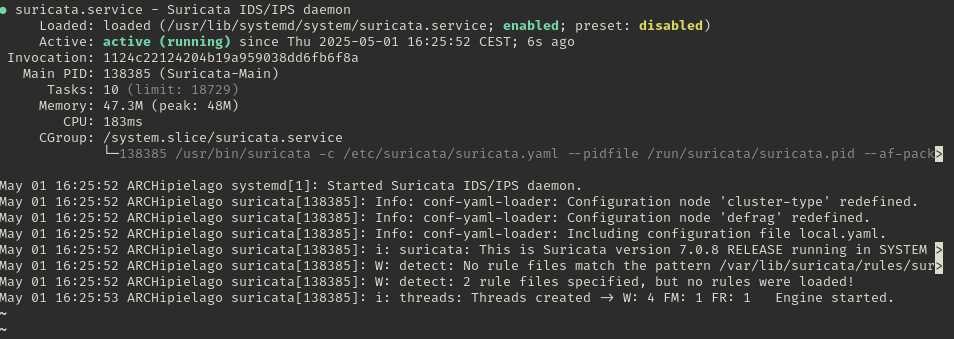 ● suricata.service - Suricata IDS/IPS daemon
     Loaded: loaded (/usr/lib/systemd/system/suricata.service; enabled; preset: disabled)
     Active: active (running) since Thu 2025-05-01 16:25:52 CEST; 6s ago
 Invocation: 1124c22124204b19a959038dd6fb6f8a
   Main PID: 138385 (Suricata-Main)
      Tasks: 10 (limit: 18729)
     Memory: 47.3M (peak: 48M)
        CPU: 183ms
     CGroup: /system.slice/suricata.service
             └─138385 /usr/bin/suricata -c /etc/suricata/suricata.yaml --pidfile /run/suricata/suricata.pid --af-pack>
May 01 16:25:52 ARCHipielago systemd[1]: Started Suricata IDS/IPS daemon.
May 01 16:25:52 ARCHipielago suricata[138385]: Info: conf-yaml-loader: Configuration node 'cluster-type' redefined.
May 01 16:25:52 ARCHipielago suricata[138385]: Info: conf-yaml-loader: Configuration node 'defrag' redefined.
May 01 16:25:52 ARCHipielago suricata[138385]: Info: conf-yaml-loader: Including configuration file local.yaml.
May 01 16:25:52 ARCHipielago suricata[138385]: i: suricata: This is Suricata version 7.0.8 RELEASE running in SYSTEM >
May 01 16:25:52 ARCHipielago suricata[138385]: W: detect: No rule files match the pattern /var/lib/suricata/rules/sur>
May 01 16:25:52 ARCHipielago suricata[138385]: W: detect: 2 rule files specified, but no rules were loaded!
May 01 16:25:53 ARCHipielago suricata[138385]: i: threads: Threads created -> W: 4 FM: 1 FR: 1   Engine started.
~
~